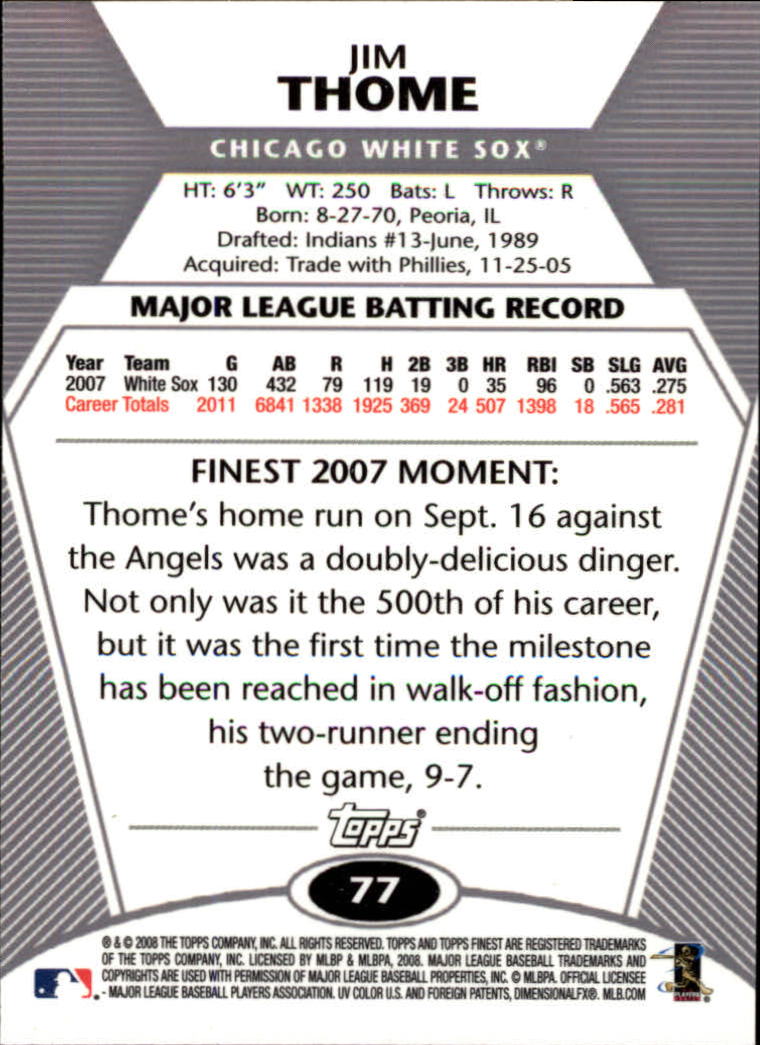 JIM
THOME
CHICAGO WHITE SOX®
HT: 6'3" WT: 250 Bats: L Throws: R
Born: 8-27-70, Peoria, IL
Drafted: Indians #13-June, 1989
Acquired: Trade with Phillies, 11-25-05
MAJOR LEAGUE BATTING RECORD
Year Team G AB R H 2B 3B HR RBI SB SLG AVG
2007 White Sox 130 432 79 119 19 0 35 96 0 .563 .275
Career Totals 2011 6841 1338 1925 369 24 507 1398 18 .565 .281
FINEST 2007 MOMENT:
Thome's home run on Sept. 16 against
the Angels was a doubly-delicious dinger.
Not only was it the 500th of his career,
but it was the first time the milestone
has been reached in walk-off fashion,
his two-runner ending
the game, 9-7.
Topps®
77
® & © 2008 THE TOPPS COMPANY, INC. ALL RIGHTS RESERVED. TOPPS AND TOPPS FINEST ARE REGISTERED TRADEMARKS
OF THE TOPPS COMPANY, INC. LICENSED BY MLBP & MLBPA, 2008. MAJOR LEAGUE BASEBALL TRADEMARKS AND
COPYRIGHTS ARE USED WITH PERMISSION OF MAJOR LEAGUE BASEBALL PROPERTIES, INC. © MLBPA. OFFICIAL LICENSEE
- MAJOR LEAGUE BASEBALL PLAYERS ASSOCIATION. UV COLOR U.S. AND FOREIGN PATENTS, DIMENSIONALFX®. MLB.COM